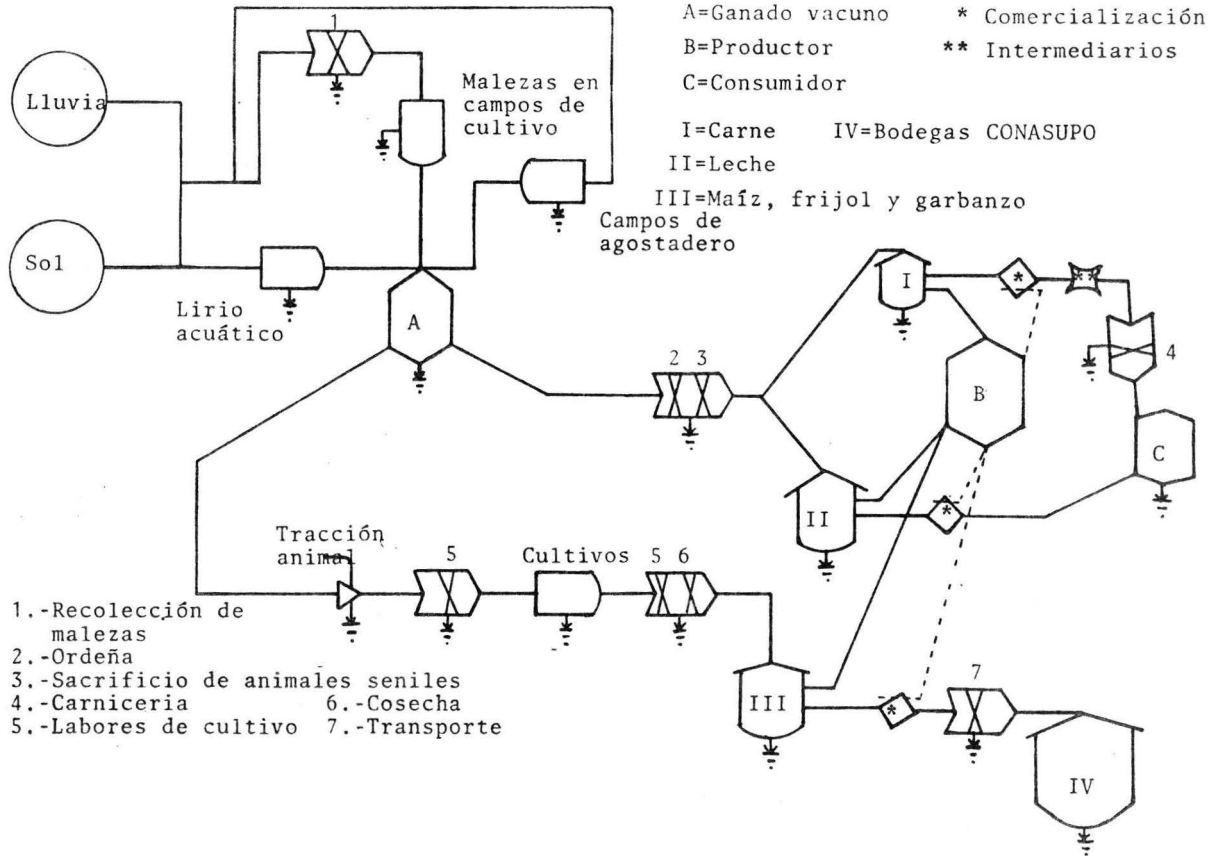 1
A=Ganado vacuno
* Comercialización
B=Productor
** Intermediarios
C=Consumidor
I=Carne
IV=Bodegas CONASUPO
II=Leche
III=Maíz, frijol y garbanzo
Lluvia
Malezas en
campos de
cultivo
Campos de
agostadero
Sol
Lirio
acuático
A
I
*
**
4
2 3
B
C
II
*
Tracción
animal
5
Cultivos
5 6
III
*
7
IV
1.-Recolección de
malezas
2.-Ordeña
3.-Sacrificio de animales seniles
4.-Carniceria
6.-Cosecha
5.-Labores de cultivo
7.-Transporte